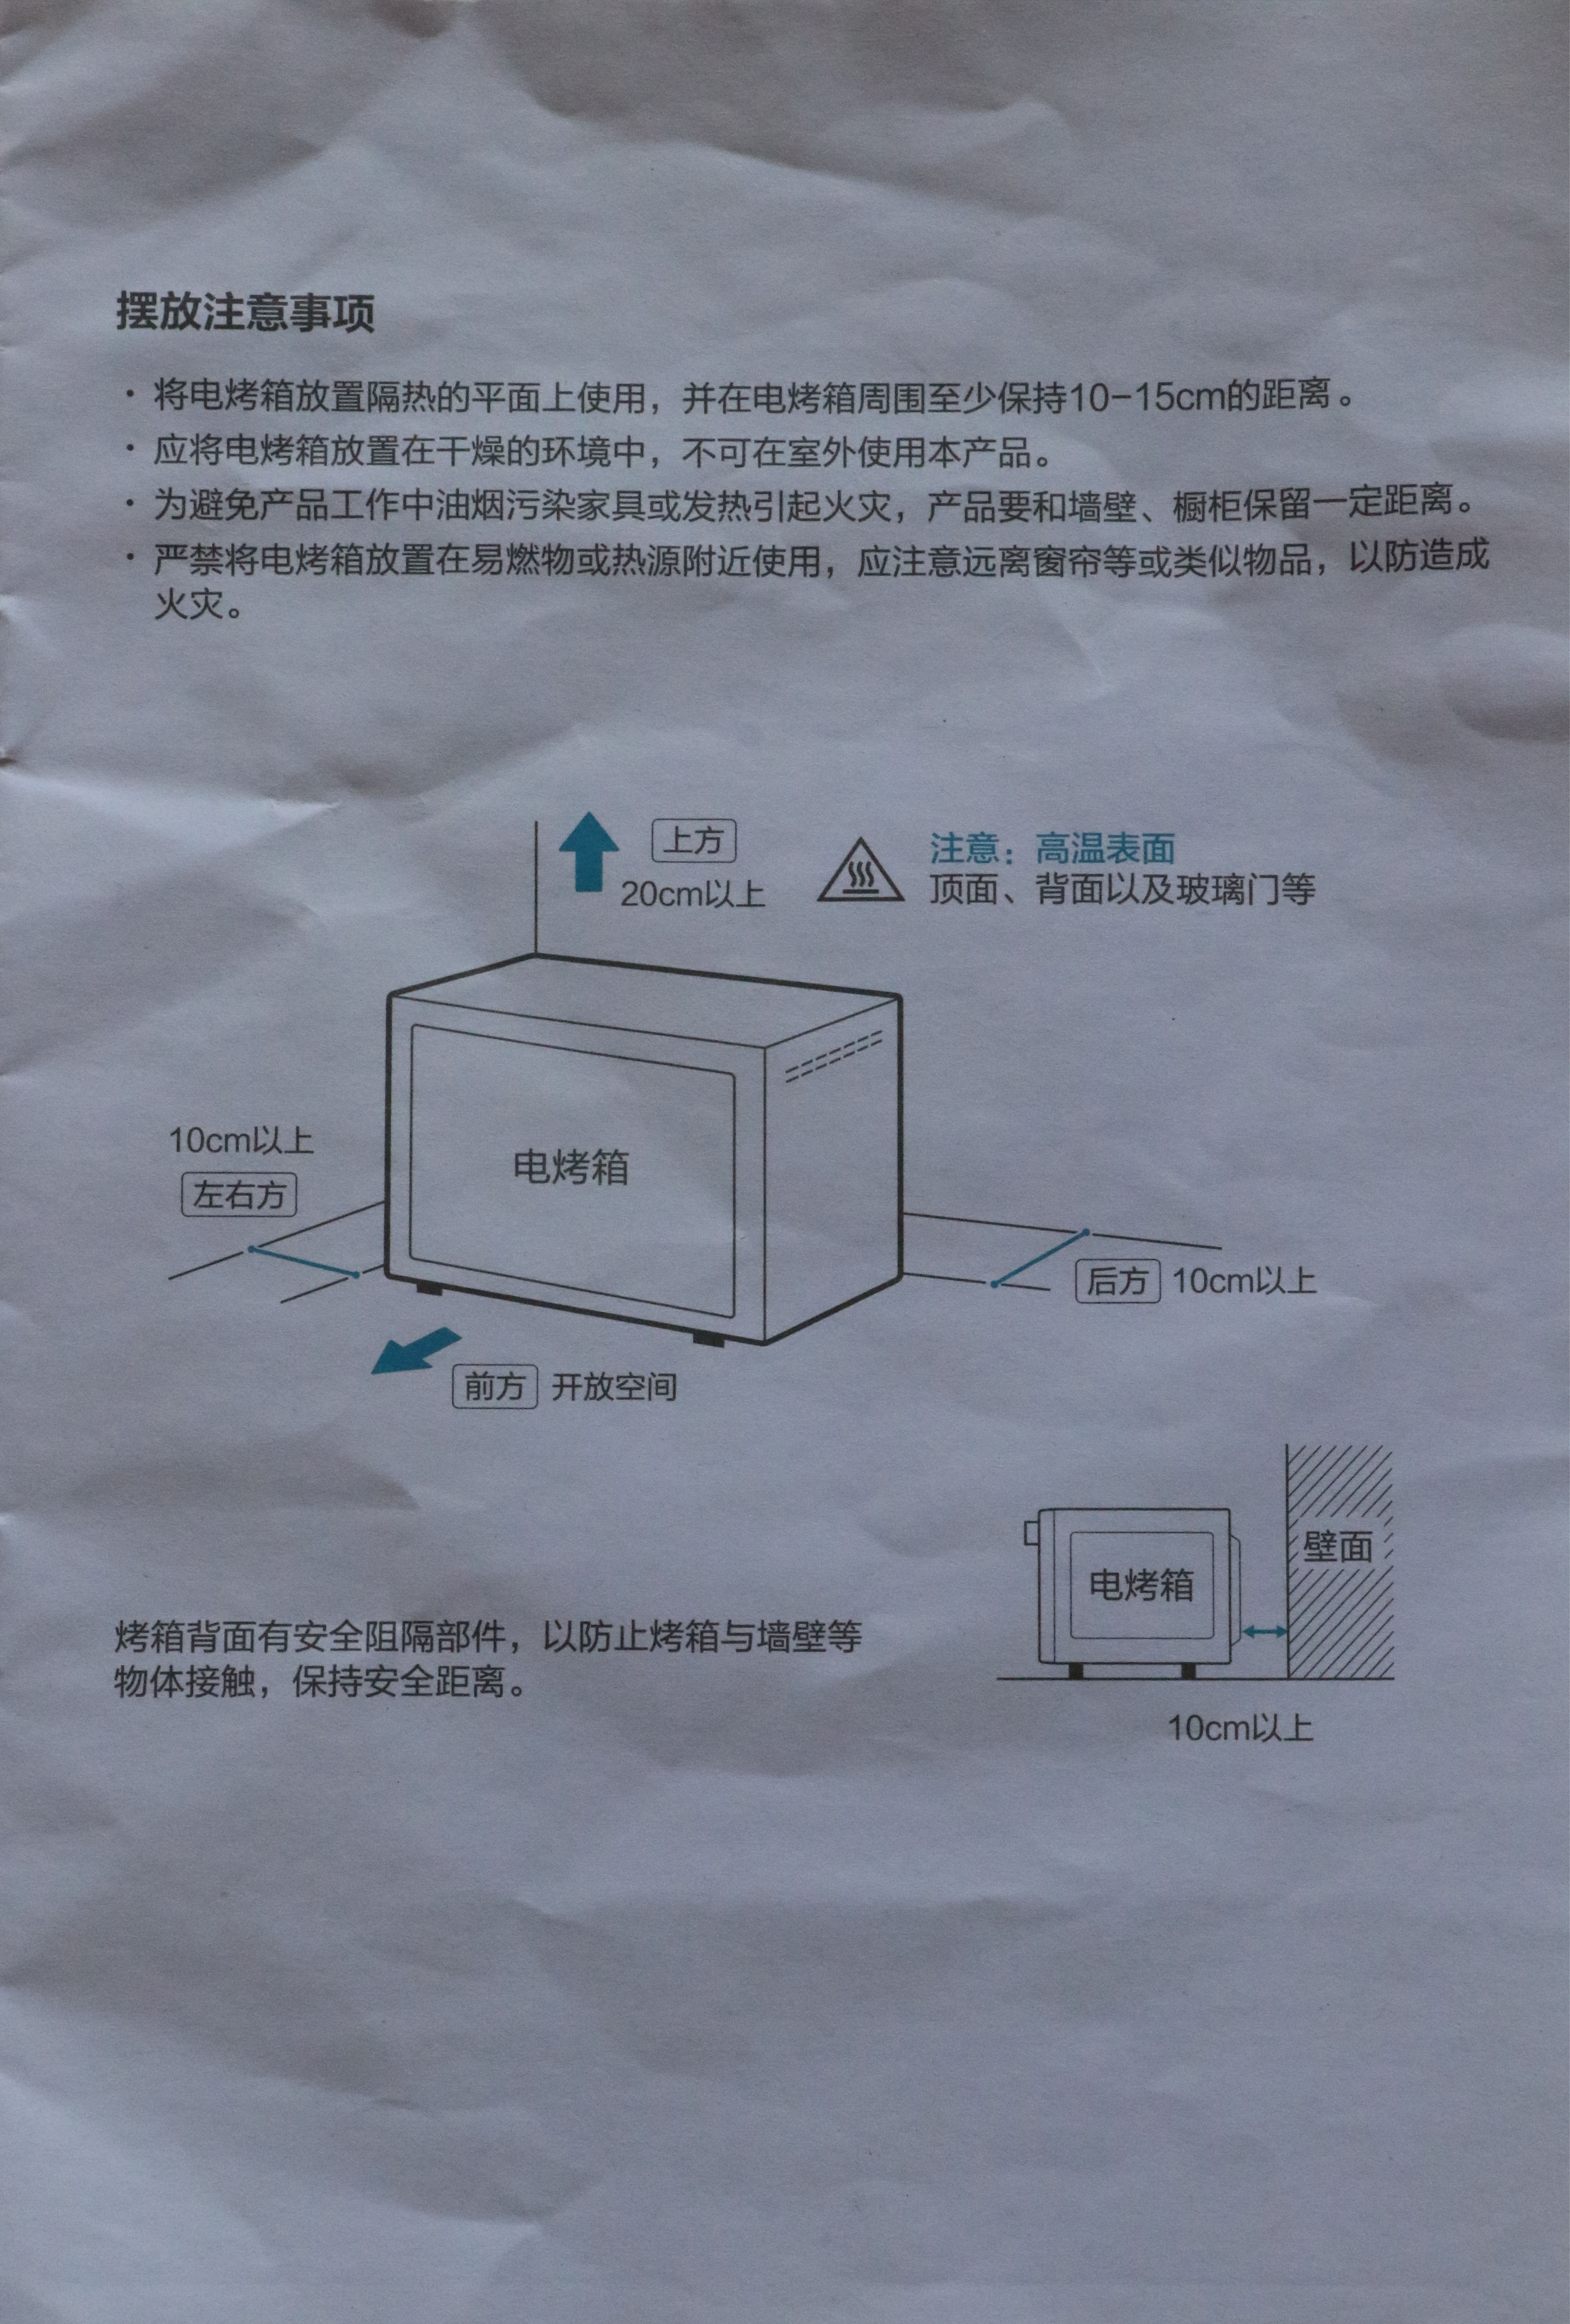 摆放注意事项
· 将电烤箱放置隔热的平面上使用，并在电烤箱周围至少保持10-15cm的距离。
· 应将电烤箱放置在干燥的环境中，不可在室外使用本产品。
· 为避免产品工作中油烟污染家具或发热引起火灾，产品要和墙壁、橱柜保留一定距离。
· 严禁将电烤箱放置在易燃物或热源附近使用，应注意远离窗帘等或类似物品，以防造成
火灾。
上方
20cm以上
注意：高温表面
顶面、背面以及玻璃门等
电烤箱
10cm以上
左右方
后方 10cm以上
前方 开放空间
壁面
电烤箱
烤箱背面有安全阻隔部件，以防止烤箱与墙壁等
物体接触，保持安全距离。
10cm以上